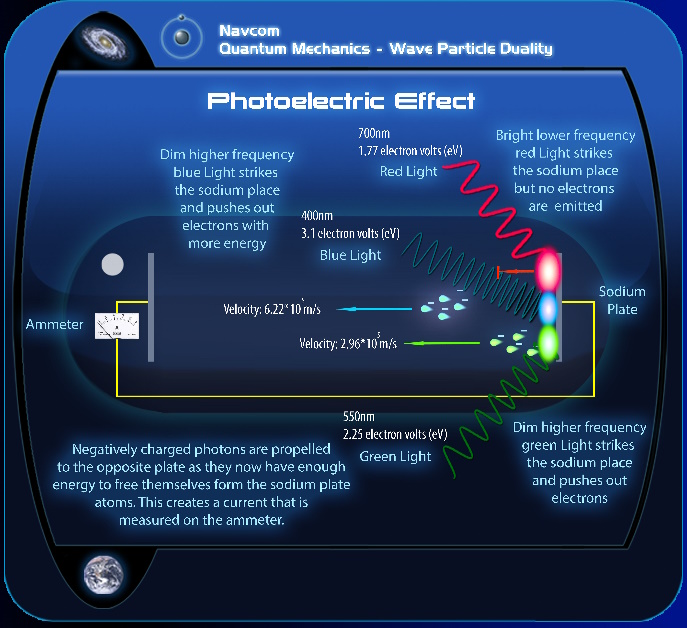 Navcom
Quantum Mechanics - Wave Particle Duality
Photoelectric Effect
700nm
1,77 electron volts (eV)
Red Light
Bright lower frequency
red Light strikes
the sodium place
but no electrons
are emitted
Dim higher frequency
blue Light strikes
the sodium place
and pushes out
electrons with
more energy
400nm
3.1 electron volts (eV)
Blue Light
Sodium
Plate
Velocity; 6.22*10 m/s
Ammeter
Velocity; 2,96*10⁵m/s
550nm
2.25 electron volts (eV)
Green Light
Dim higher frequency
green Light strikes
the sodium place
and pushes out
electrons
Negatively charged photons are propelled
to the opposite plate as they now have enough
energy to free themselves form the sodium plate
atoms. This creates a current that is
measured on the ammeter.